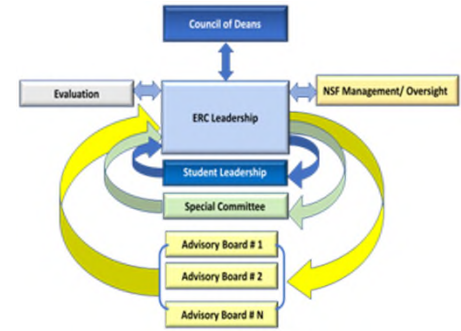 Council of Deans
Evaluation
NSF Management/ Oversight
ERC Leadership
Student Leadership
Special Committee
Advisory Board # 1
Advisory Board # 2
Advisory Board # N